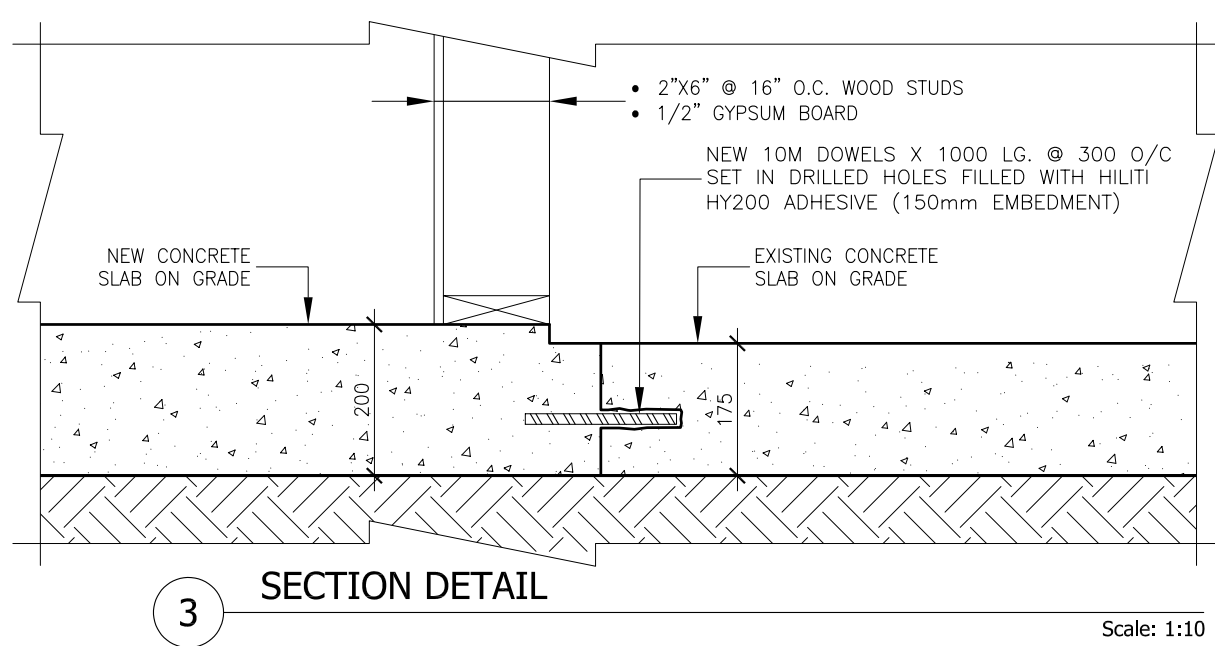 • 2"X6" @ 16" O.C. WOOD STUDS
• 1/2" GYPSUM BOARD
NEW 10M DOWELS X 1000 LG. @ 300 O/C
SET IN DRILLED HOLES FILLED WITH HILITI
HY200 ADHESIVE (150mm EMBEDMENT)
NEW CONCRETE
SLAB ON GRADE
EXISTING CONCRETE
SLAB ON GRADE
200
175
3
SECTION DETAIL
Scale: 1:10